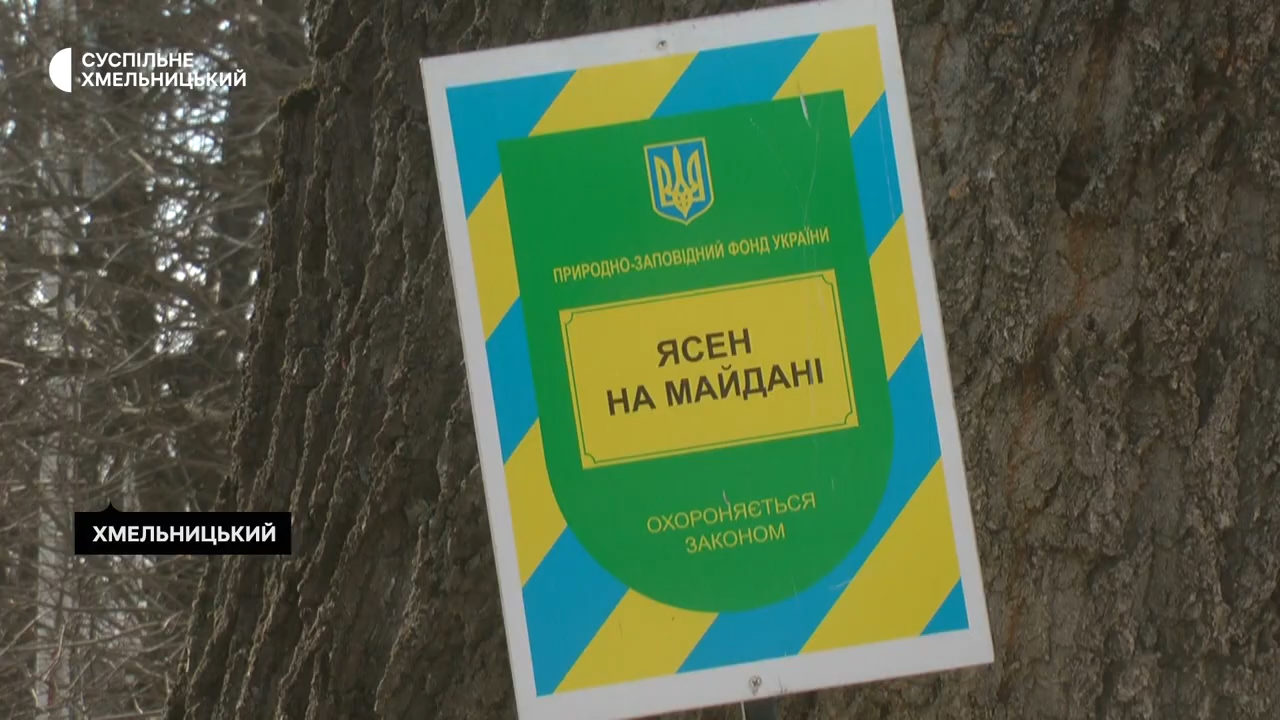 СУСПІЛЬНЕ
ХМЕЛЬНИЦЬКИЙ
ПРИРОДНО-ЗАПОВІДНИЙ ФОНД УКРАЇНИ
ЯСЕН
НА МАЙДАНІ
ОХОРОНЯЄТЬСЯ
ЗАКОНОМ
ХМЕЛЬНИЦЬКИЙ